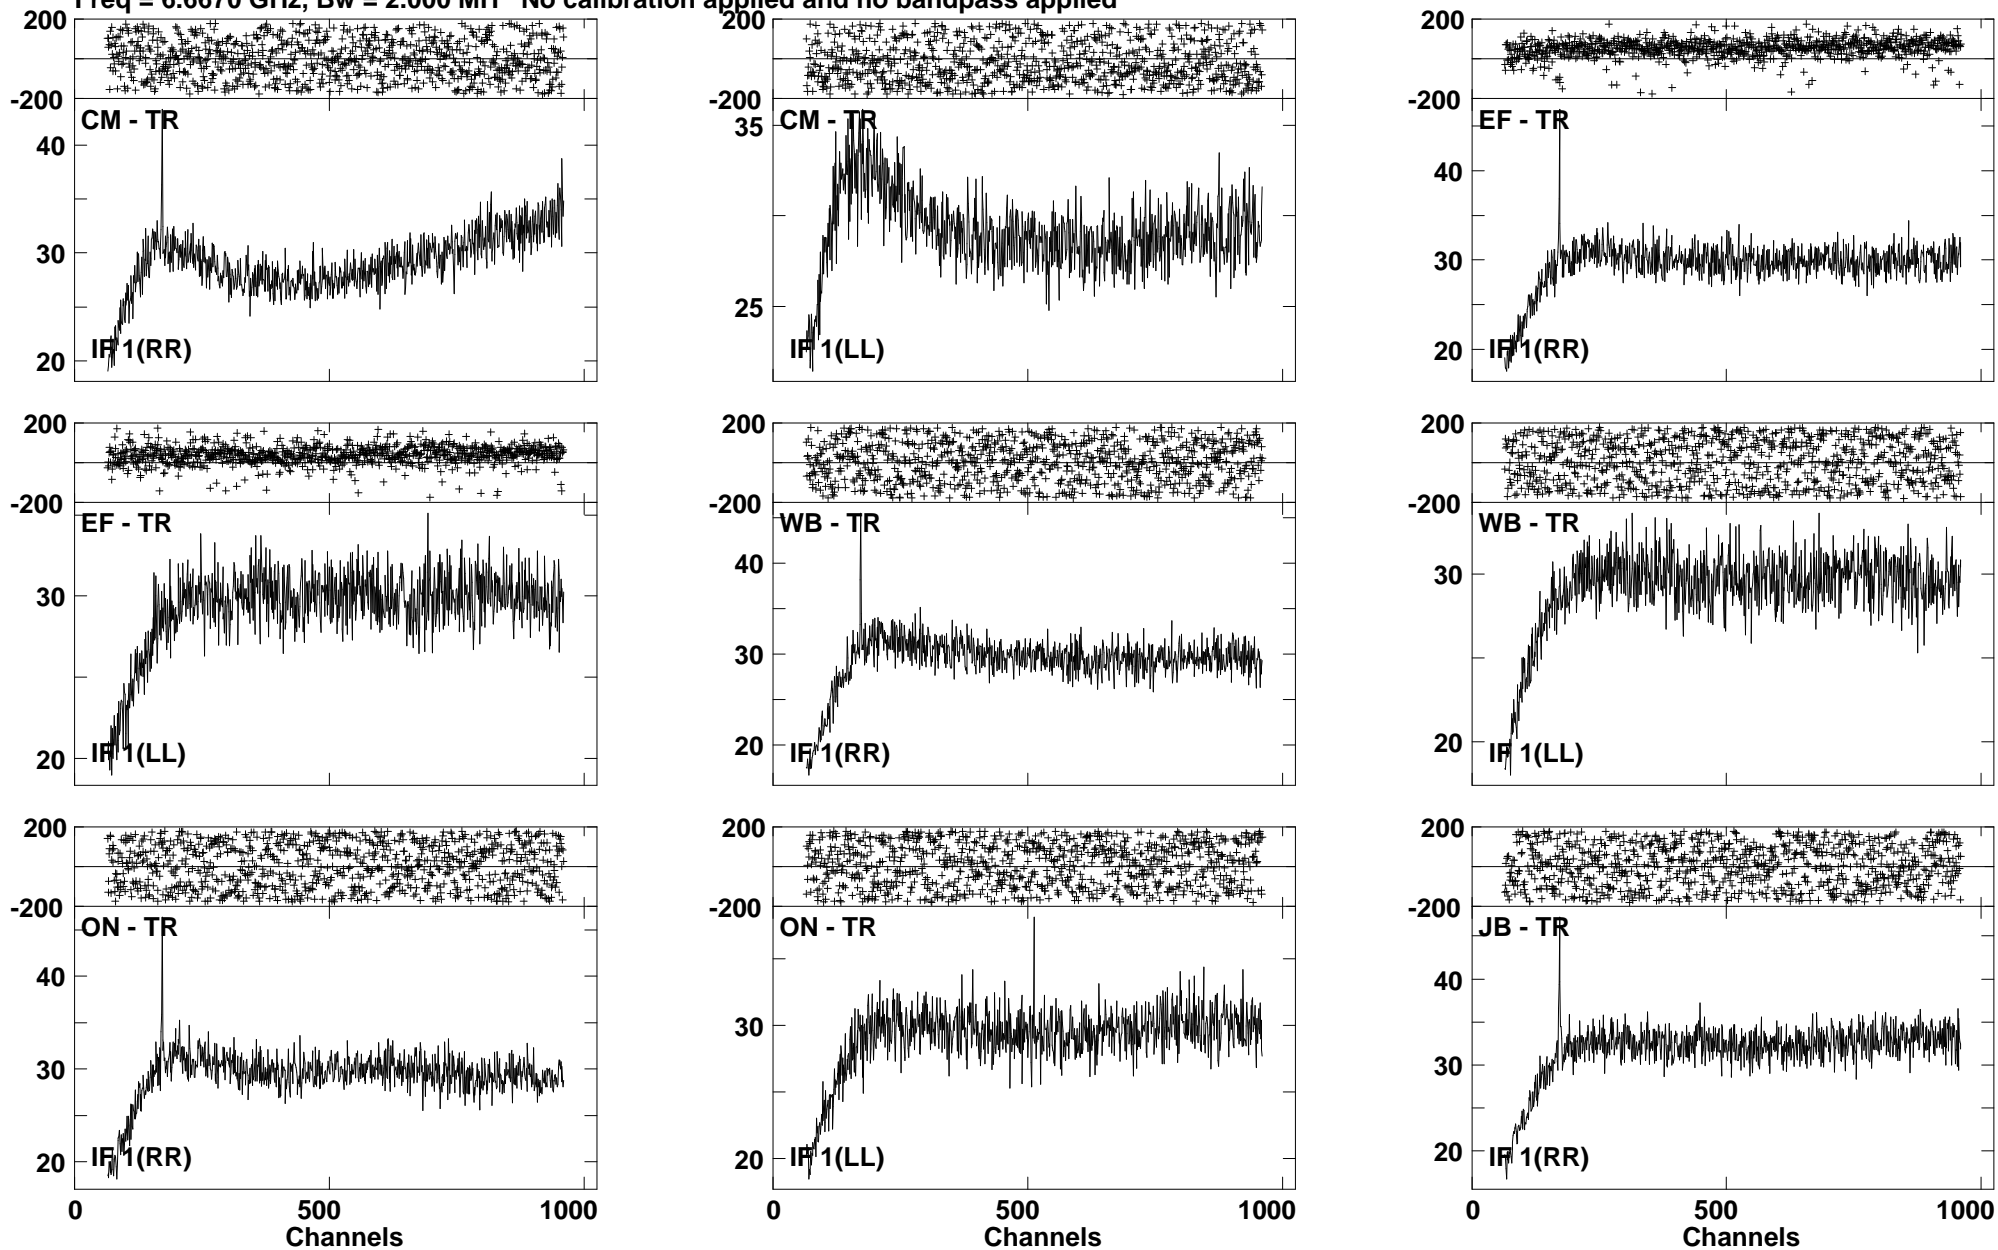 Freq = 6.6670 GHz, Bw = 2.000 MH No calibration applied and no bandpass applied
200 200 200
-200 -200 -200
CM - TR CM - TR EF - TR
40 35 40
30 30
20 25 20
IF 1(RR) IF 1(LL) IF 1(RR)
200 200 200
-200 -200 -200
EF - TR WB - TR WB - TR
30 40 30
30
20 20 20
IF 1(LL) IF 1(RR) IF 1(LL)
200 200 200
-200 -200 -200
ON - TR ON - TR JB - TR
40 30 40
30 30
20 20 20
IF 1(RR) IF 1(LL) IF 1(RR)
0 500 1000 0 500 1000 0 500 1000
Channels Channels Channels